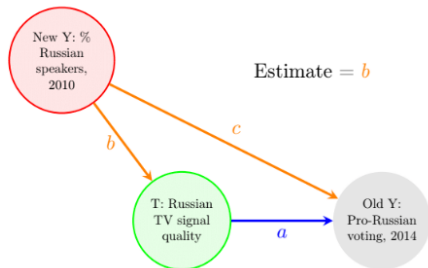 New Y: %
Russian
speakers,
2010
Estimate = b
b
c
T: Russian
TV signal
quality
a
Old Y:
Pro-Russian
voting, 2014